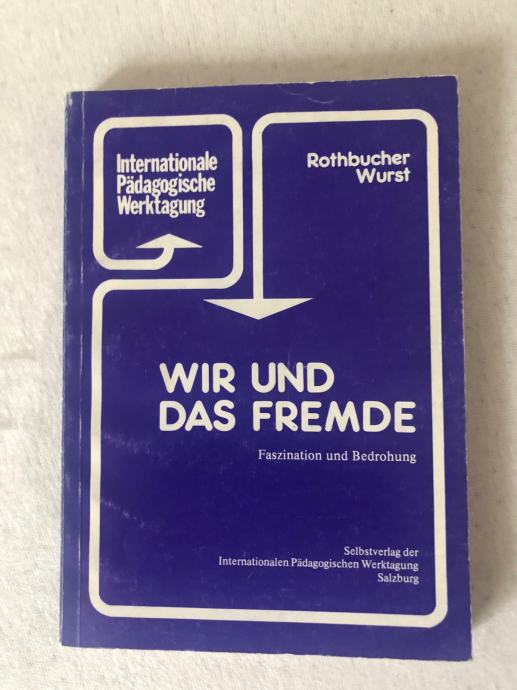 Internationale
Pädagogische
Werktagung
Rothbucher
Wurst
WIR UND
DAS FREMDE
Faszination und Bedrohung
Selbstverlag der
Internationalen Pädagogischen Werktagung
Salzburg